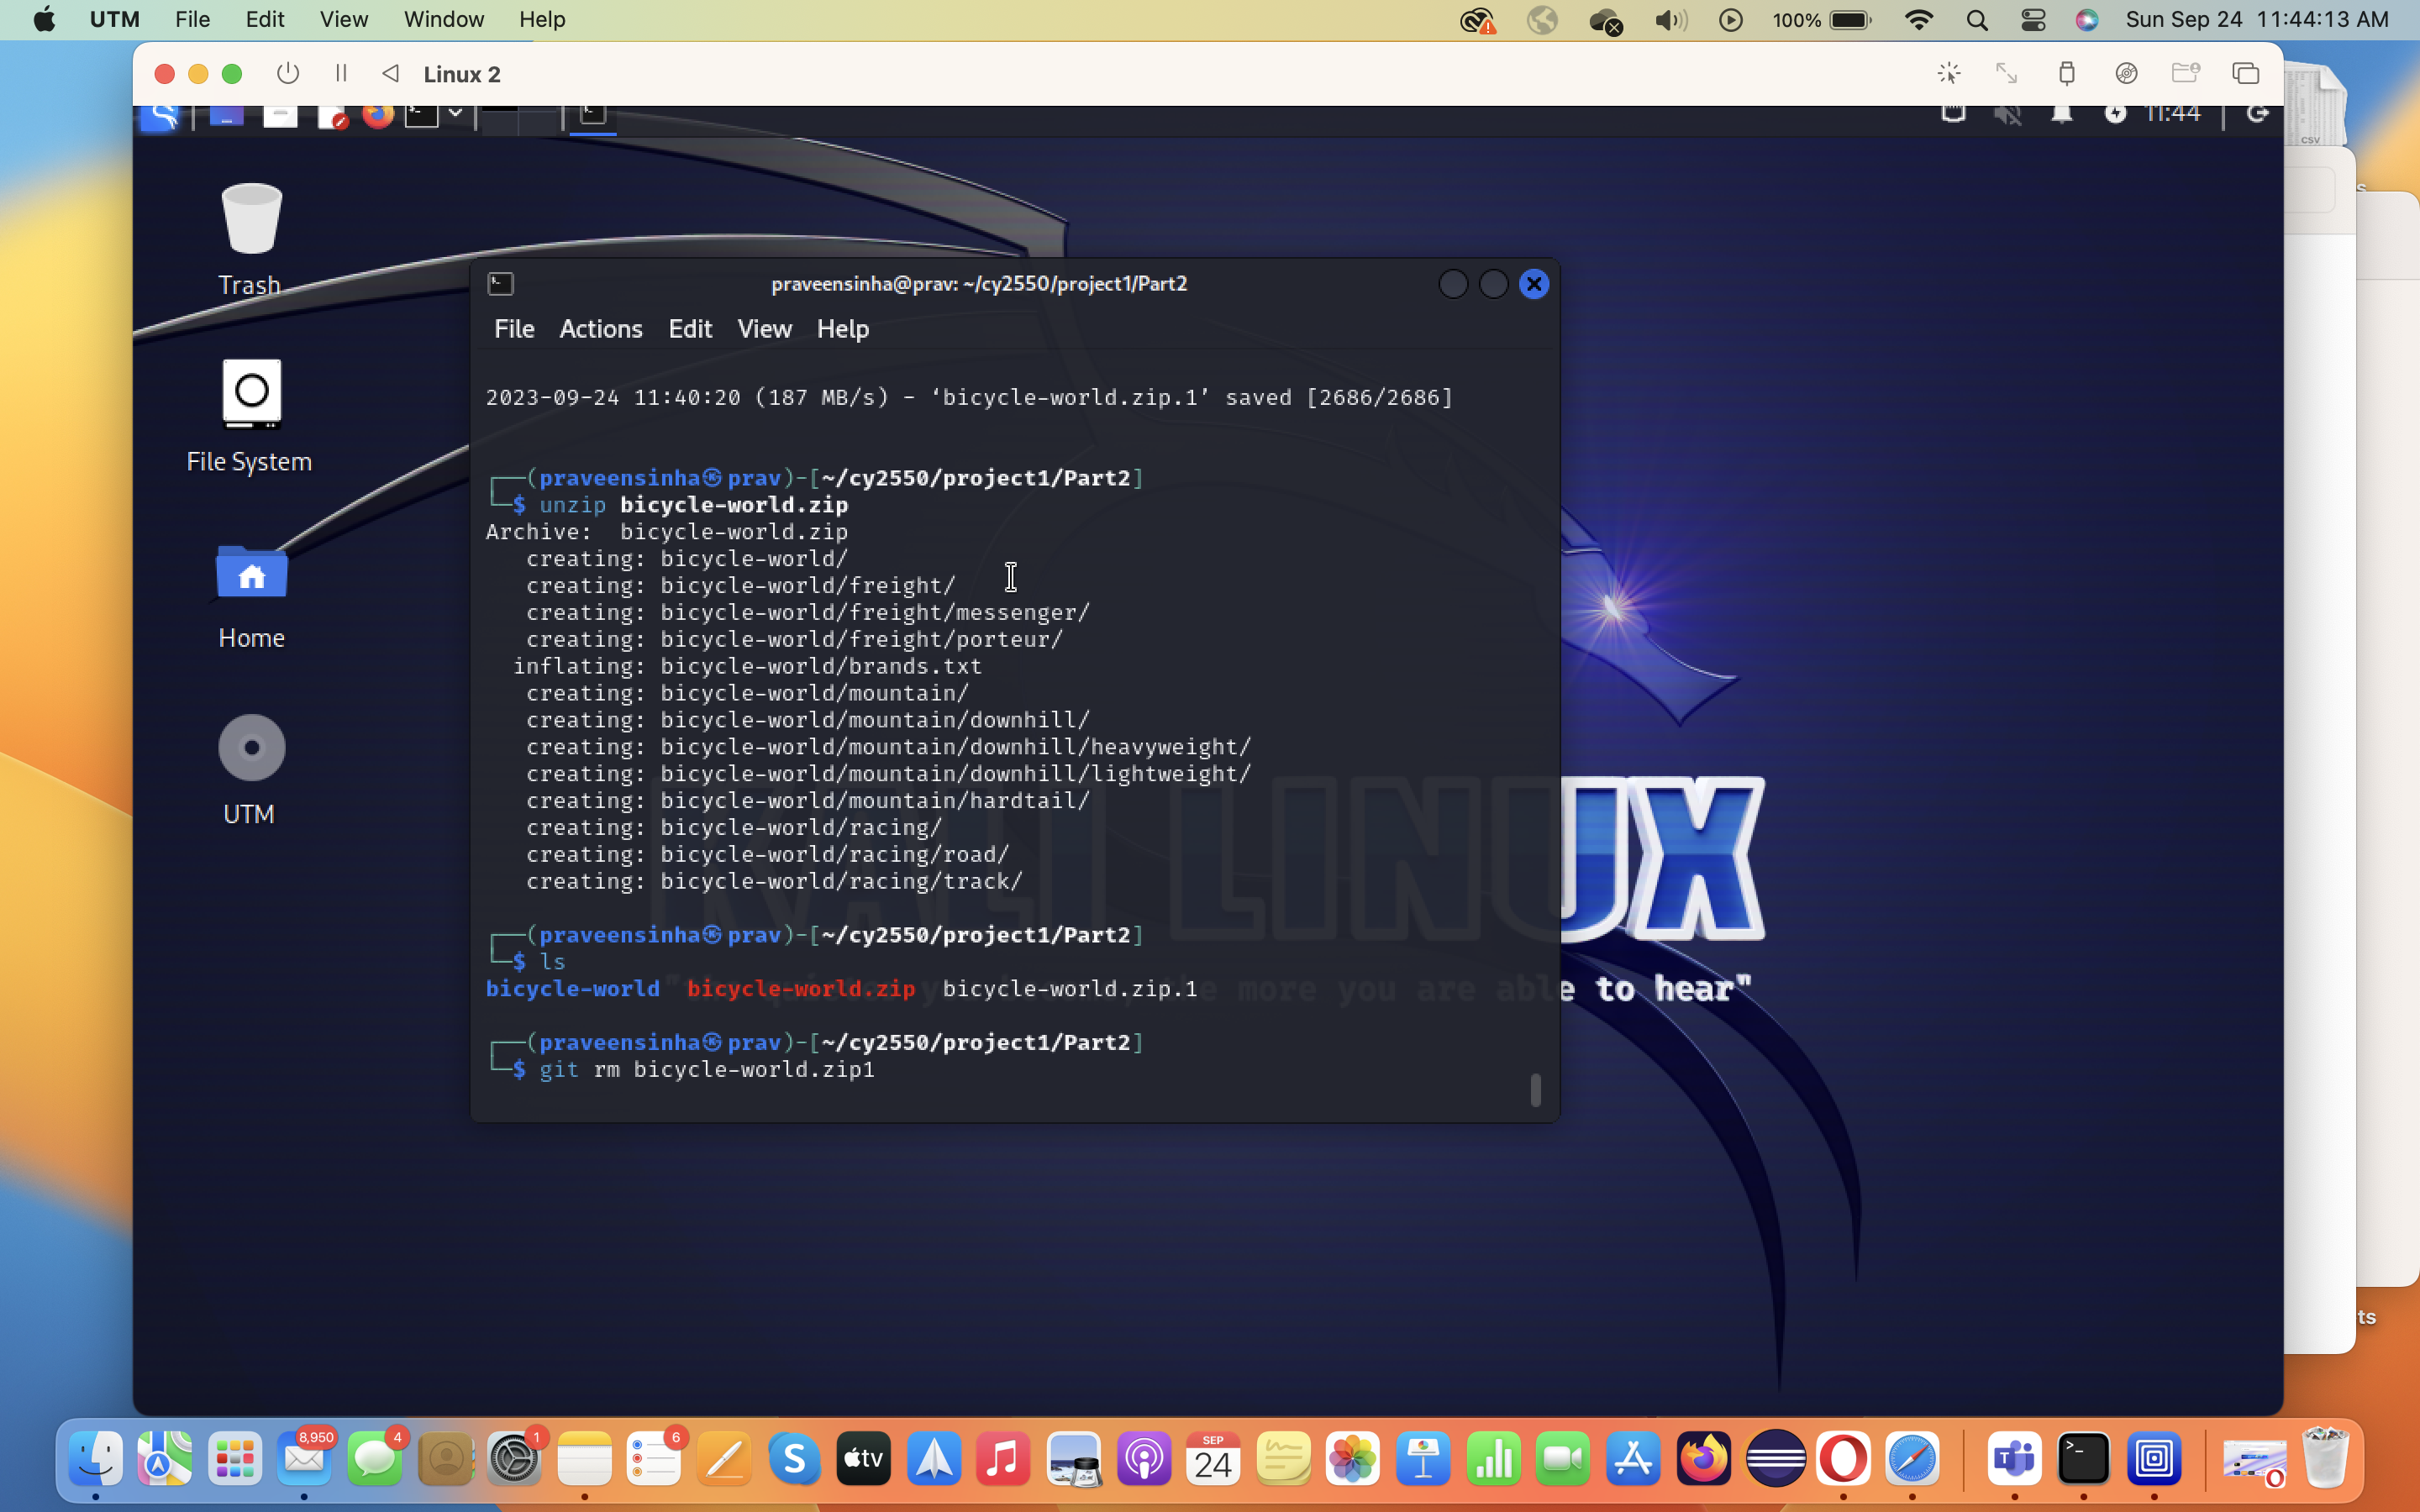 UTM File Edit View Window Help 100% Sun Sep 24 11:44:13 AM
Linux 2
11:44
CSV
s
Trash
praveensinha@prav: ~/cy2550/project1/Part2
File Actions Edit View Help
2023-09-24 11:40:20 (187 MB/s) - ‘bicycle-world.zip.1’ saved [2686/2686]
File System
┌──(praveensinha㉿prav)-[~/cy2550/project1/Part2]
└─$ unzip bicycle-world.zip
Archive:  bicycle-world.zip
creating: bicycle-world/
creating: bicycle-world/freight/
creating: bicycle-world/freight/messenger/
creating: bicycle-world/freight/porteur/
Home
inflating: bicycle-world/brands.txt
creating: bicycle-world/mountain/
creating: bicycle-world/mountain/downhill/
creating: bicycle-world/mountain/downhill/heavyweight/
creating: bicycle-world/mountain/downhill/lightweight/
creating: bicycle-world/mountain/hardtail/
UTM
creating: bicycle-world/racing/
creating: bicycle-world/racing/road/
creating: bicycle-world/racing/track/
KALI LINUX
┌──(praveensinha㉿prav)-[~/cy2550/project1/Part2]
└─$ ls
bicycle-world  bicycle-world.zip  bicycle-world.zip.1
e more you are able to hear"
┌──(praveensinha㉿prav)-[~/cy2550/project1/Part2]
└─$ git rm bicycle-world.zip1
ts
8,950 4 1 6 tv SEP 24